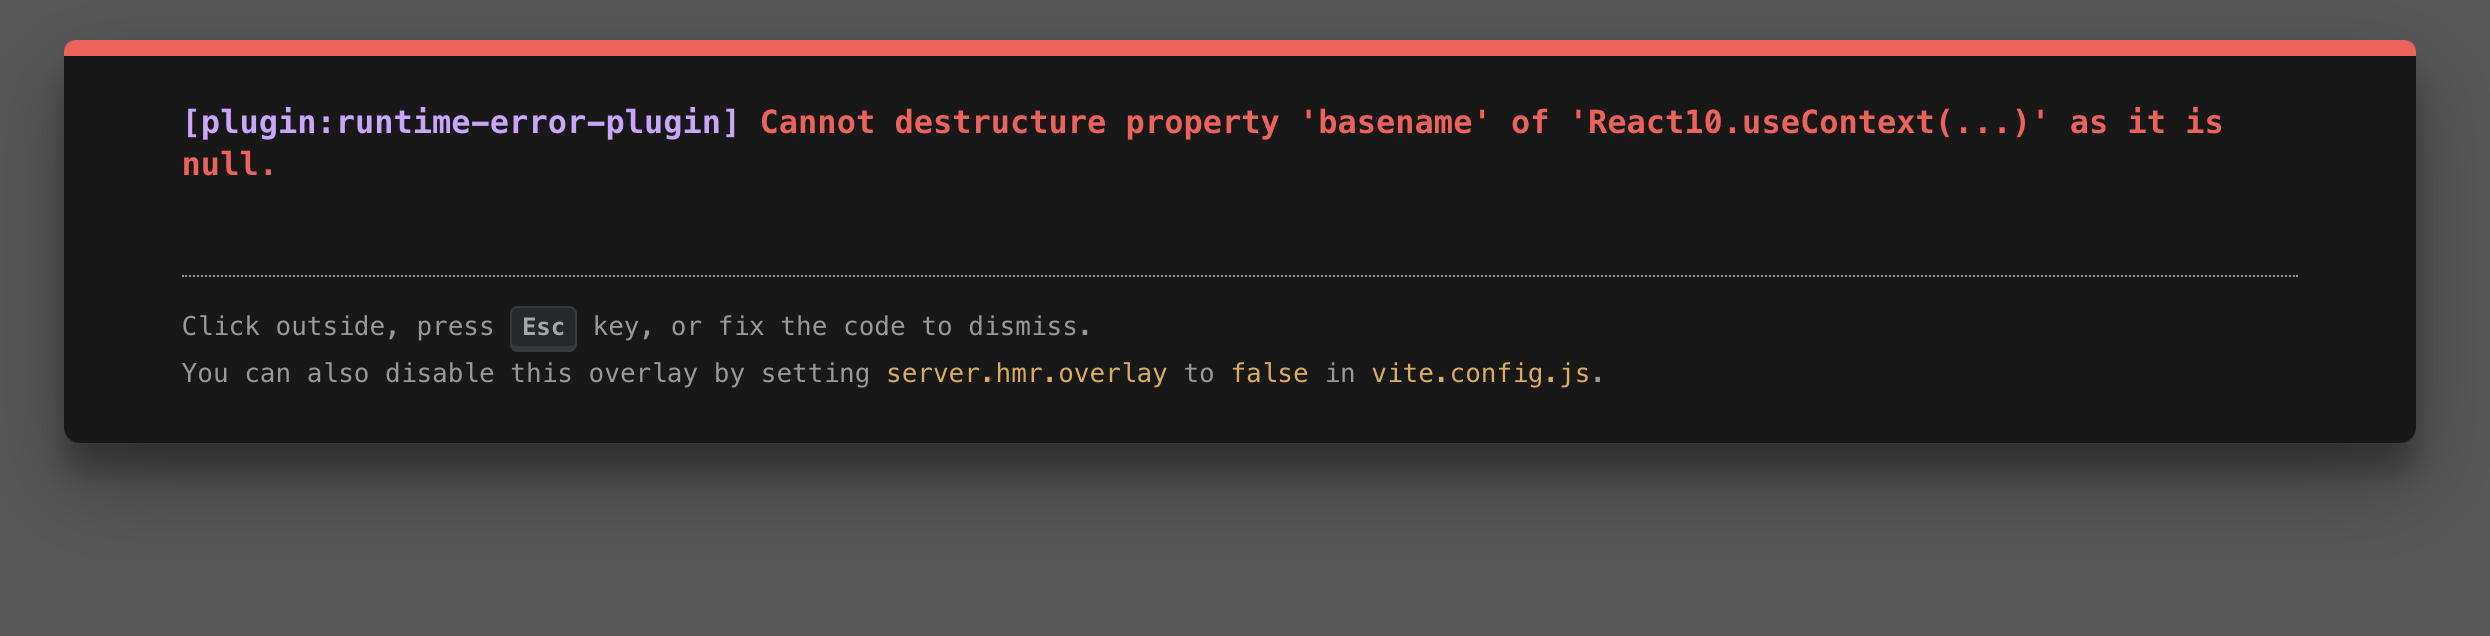 [plugin:runtime-error-plugin] Cannot destructure property 'basename' of 'React10.useContext(...)' as it is
null.
Click outside, press Esc key, or fix the code to dismiss.
You can also disable this overlay by setting server.hmr.overlay to false in vite.config.js.